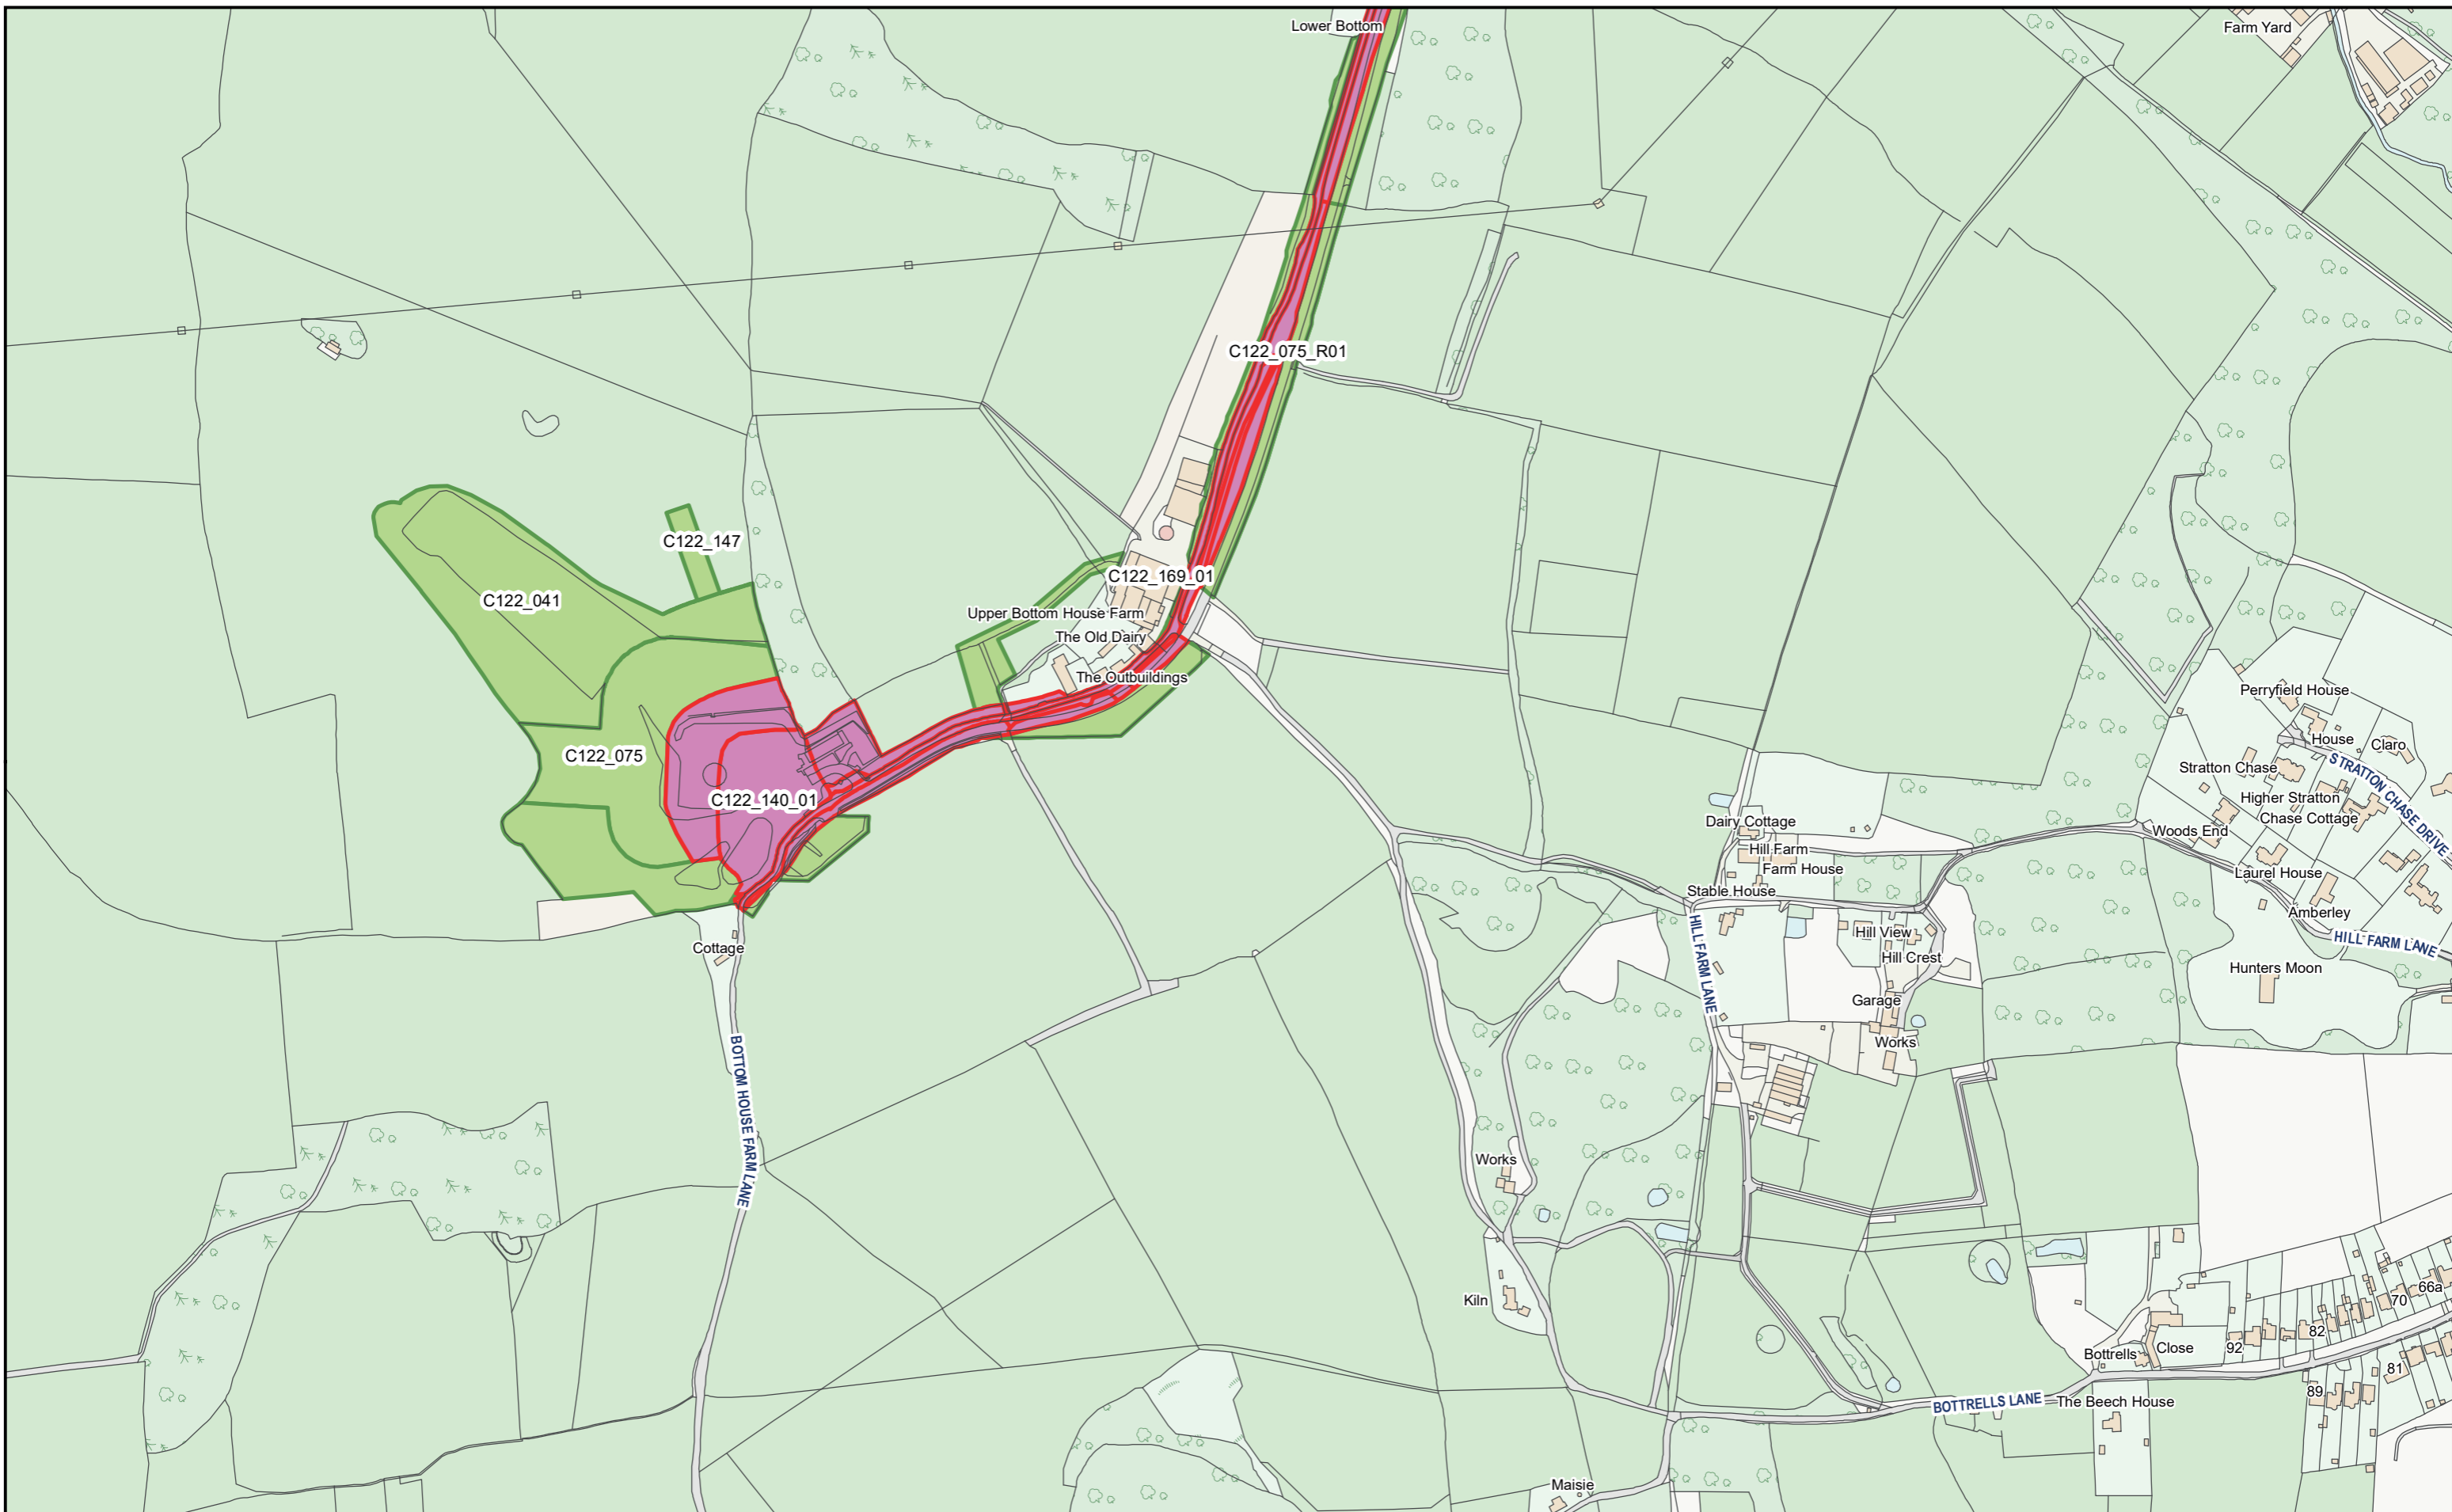 Lower Bottom
Farm Yard
C122_075_R01
C122_147
C122_169_01
C122_041
Upper Bottom House Farm
The Old Dairy
The Outbuildings
Perryfield House
House
Claro
C122_075
Stratton Chase
STRATTON CHASE DRIVE
C122_140_01
Higher Stratton
Chase Cottage
Dairy Cottage
Woods End
Hill Farm
Farm House
Laurel House
Stable House
Amberley
HILL FARM LANE
Hill View
HILL FARM LANE
Cottage
Hill Crest
Hunters Moon
Garage
Works
BOTTOM HOUSE FARM LANE
Works
Kiln
66a
70
82
92
Close
Bottrells
81
89
BOTTRELLS LANE
The Beech House
Maisie